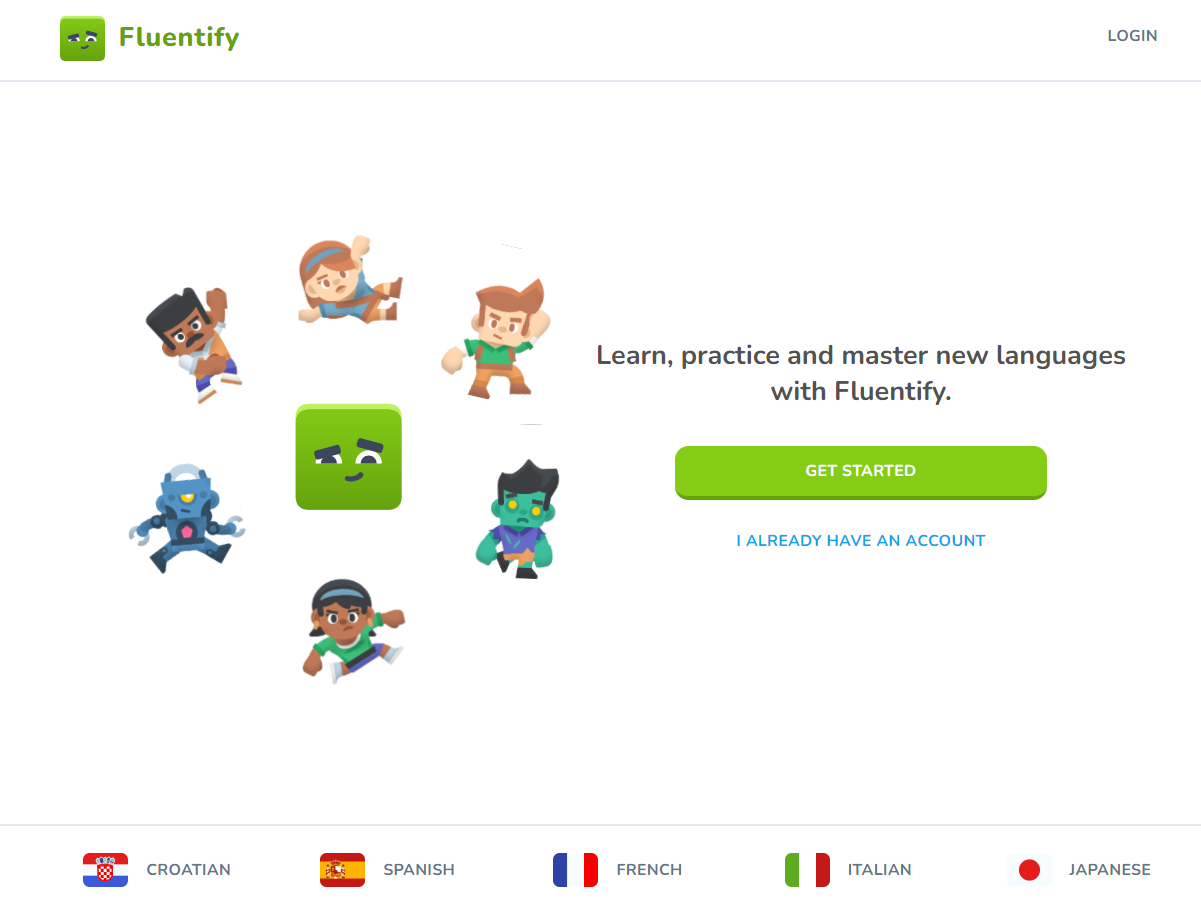 Fluentify
LOGIN
Learn, practice and master new languages
with Fluentify.
GET STARTED
I ALREADY HAVE AN ACCOUNT
CROATIAN
SPANISH
FRENCH
ITALIAN
JAPANESE